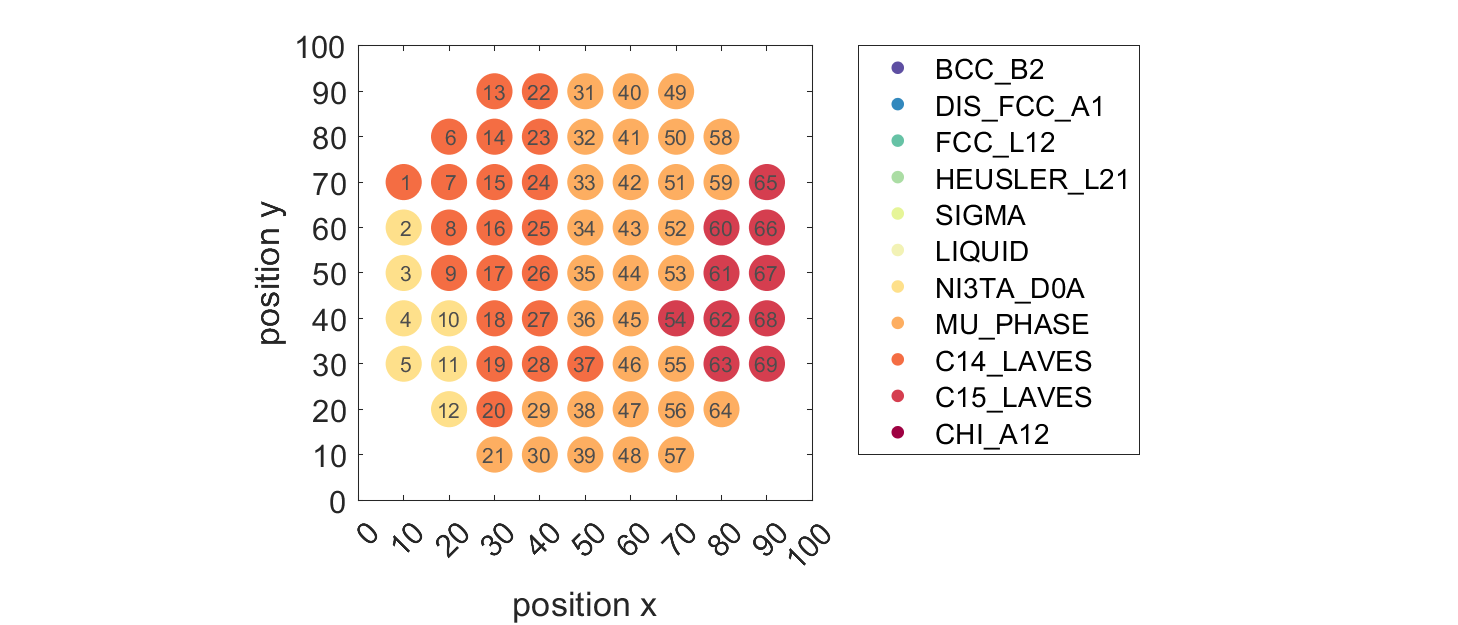 100
90
80
70
60
50
40
30
20
10
0
position y
13 22 31 40 49
6 14 23 32 41 50 58
1 7 15 24 33 42 51 59 65
2 8 16 25 34 43 52 60 66
3 9 17 26 35 44 53 61 67
4 10 18 27 36 45 54 62 68
5 11 19 28 37 46 55 63 69
12 20 29 38 47 56 64
21 30 39 48 57
0 10 20 30 40 50 60 70 80 90 100
position x
BCC_B2
DIS_FCC_A1
FCC_L12
HEUSLER_L21
SIGMA
LIQUID
NI3TA_D0A
MU_PHASE
C14_LAVES
C15_LAVES
CHI_A12